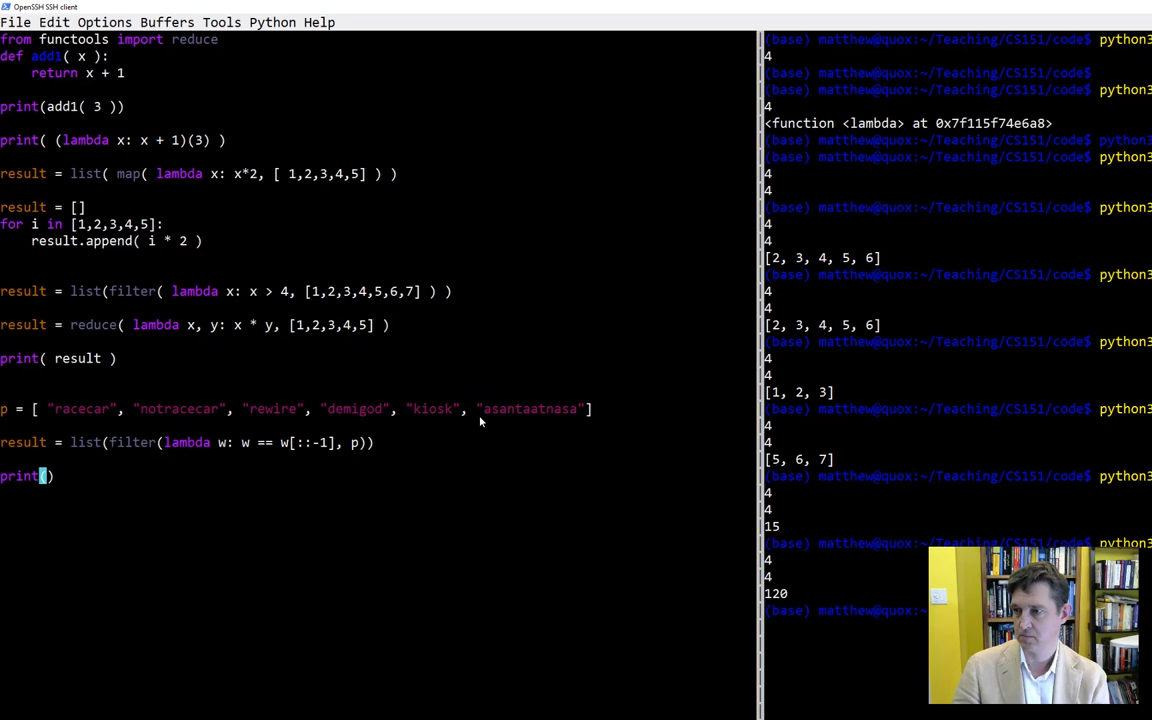 OpenSSH SSH client
File Edit Options Buffers Tools Python Help
from functools import reduce
def add1( x ):
    return x + 1
print(add1( 3 ))
print( (lambda x: x + 1)(3) )
result = list( map( lambda x: x*2, [ 1,2,3,4,5] ) )
result = []
for i in [1,2,3,4,5]:
    result.append( i * 2 )
result = list(filter( lambda x: x > 4, [1,2,3,4,5,6,7] ) )
result = reduce( lambda x, y: x * y, [1,2,3,4,5] )
print( result )
p = [ "racecar", "notracecar", "rewire", "demigod", "kiosk", "asantaatnasa"]
result = list(filter(lambda w: w == w[::-1], p))
print()
(base) matthew@quox:~/Teaching/CS151/code$ python3
4
(base) matthew@quox:~/Teaching/CS151/code$
(base) matthew@quox:~/Teaching/CS151/code$ python3
4
<function <lambda> at 0x7f115f74e6a8>
(base) matthew@quox:~/Teaching/CS151/code$ python3
(base) matthew@quox:~/Teaching/CS151/code$ python3
4
4
(base) matthew@quox:~/Teaching/CS151/code$ python3
4
4
[2, 3, 4, 5, 6]
(base) matthew@quox:~/Teaching/CS151/code$ python3
4
4
[2, 3, 4, 5, 6]
(base) matthew@quox:~/Teaching/CS151/code$ python3
4
4
[1, 2, 3]
(base) matthew@quox:~/Teaching/CS151/code$ python3
4
4
[5, 6, 7]
(base) matthew@quox:~/Teaching/CS151/code$ python3
4
4
15
(base) matthew@quox:~/Teaching/CS151/code$ python3
4
4
120
(base) matthew@quox:~